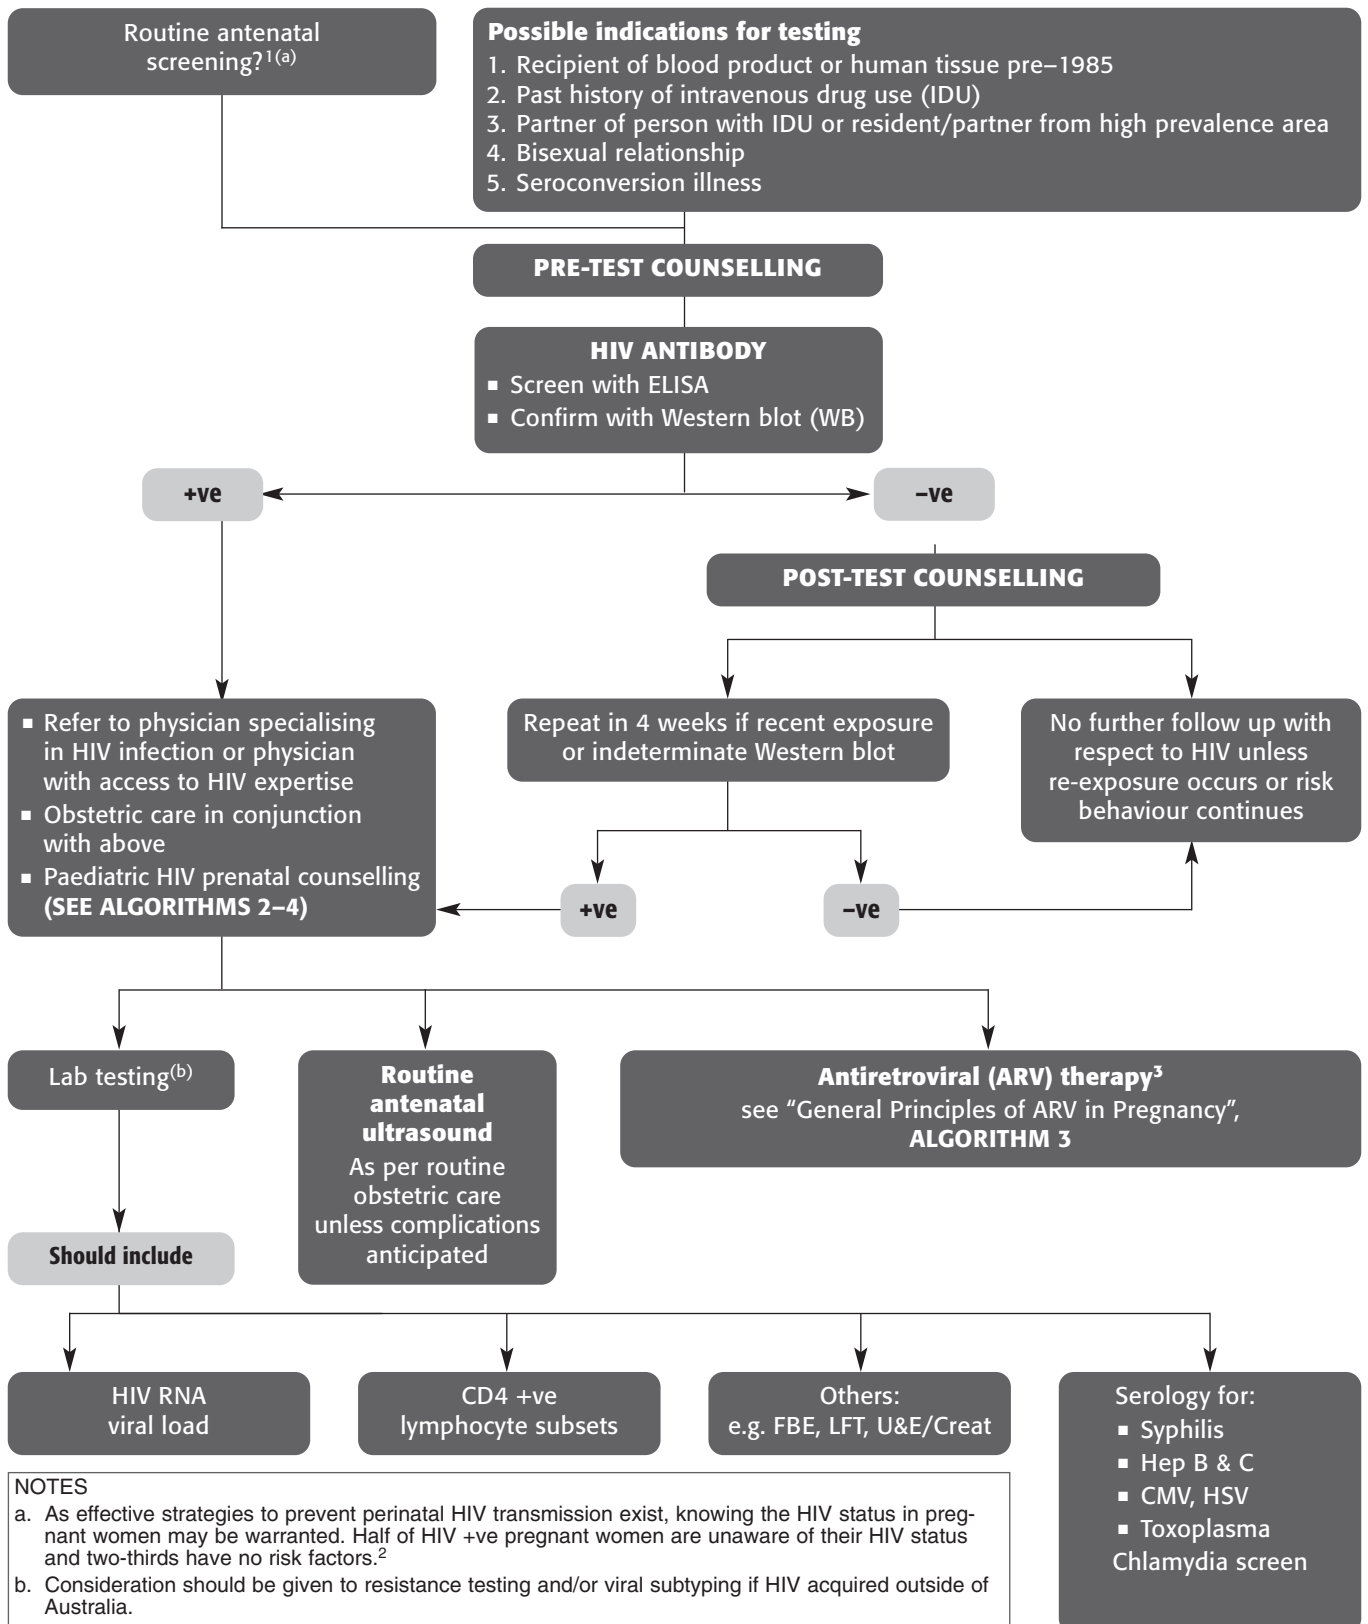 Routine antenatal
screening?1(a)
Possible indications for testing
1. Recipient of blood product or human tissue pre–1985
2. Past history of intravenous drug use (IDU)
3. Partner of person with IDU or resident/partner from high prevalence area
4. Bisexual relationship
5. Seroconversion illness
PRE-TEST COUNSELLING
HIV ANTIBODY
■ Screen with ELISA
■ Confirm with Western blot (WB)
+ve
–ve
POST-TEST COUNSELLING
■ Refer to physician specialising
in HIV infection or physician
with access to HIV expertise
■ Obstetric care in conjunction
with above
■ Paediatric HIV prenatal counselling
(SEE ALGORITHMS 2–4)
Repeat in 4 weeks if recent exposure
or indeterminate Western blot
No further follow up with
respect to HIV unless
re-exposure occurs or risk
behaviour continues
+ve
–ve
Lab testing(b)
Routine
antenatal
ultrasound
As per routine
obstetric care
unless complications
anticipated
Antiretroviral (ARV) therapy3
see “General Principles of ARV in Pregnancy”,
ALGORITHM 3
Should include
HIV RNA
viral load
CD4 +ve
lymphocyte subsets
Others:
e.g. FBE, LFT, U&E/Creat
Serology for:
■ Syphilis
■ Hep B & C
■ CMV, HSV
■ Toxoplasma
Chlamydia screen
NOTES
a. As effective strategies to prevent perinatal HIV transmission exist, knowing the HIV status in preg-
nant women may be warranted. Half of HIV +ve pregnant women are unaware of their HIV status
and two-thirds have no risk factors.2
b. Consideration should be given to resistance testing and/or viral subtyping if HIV acquired outside of
Australia.